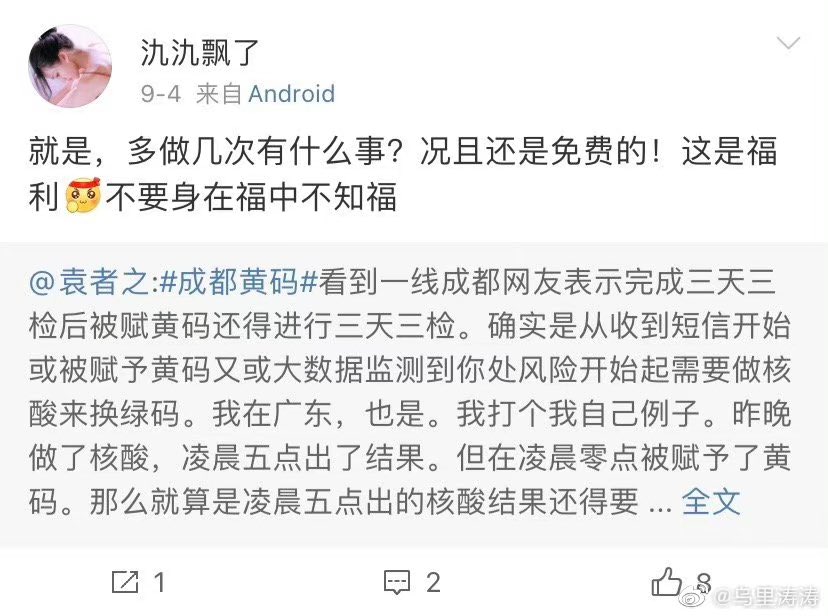 氿氿飘了
9-4 来自 Android
就是，多做几次有什么事？况且还是免费的！这是福
利不要身在福中不知福
@袁者之:#成都黄码#看到一线成都网友表示完成三天三
检后被赋黄码还得进行三天三检。确实是从收到短信开始
或被赋予黄码又或大数据监测到你处风险开始起需要做核
酸来换绿码。我在广东，也是。我打个我自己例子。昨晚
做了核酸，凌晨五点出了结果。但在凌晨零点被赋予了黄
码。那么就算是凌晨五点出的核酸结果还得要 ... 全文
1
2
8
@乌里涛涛